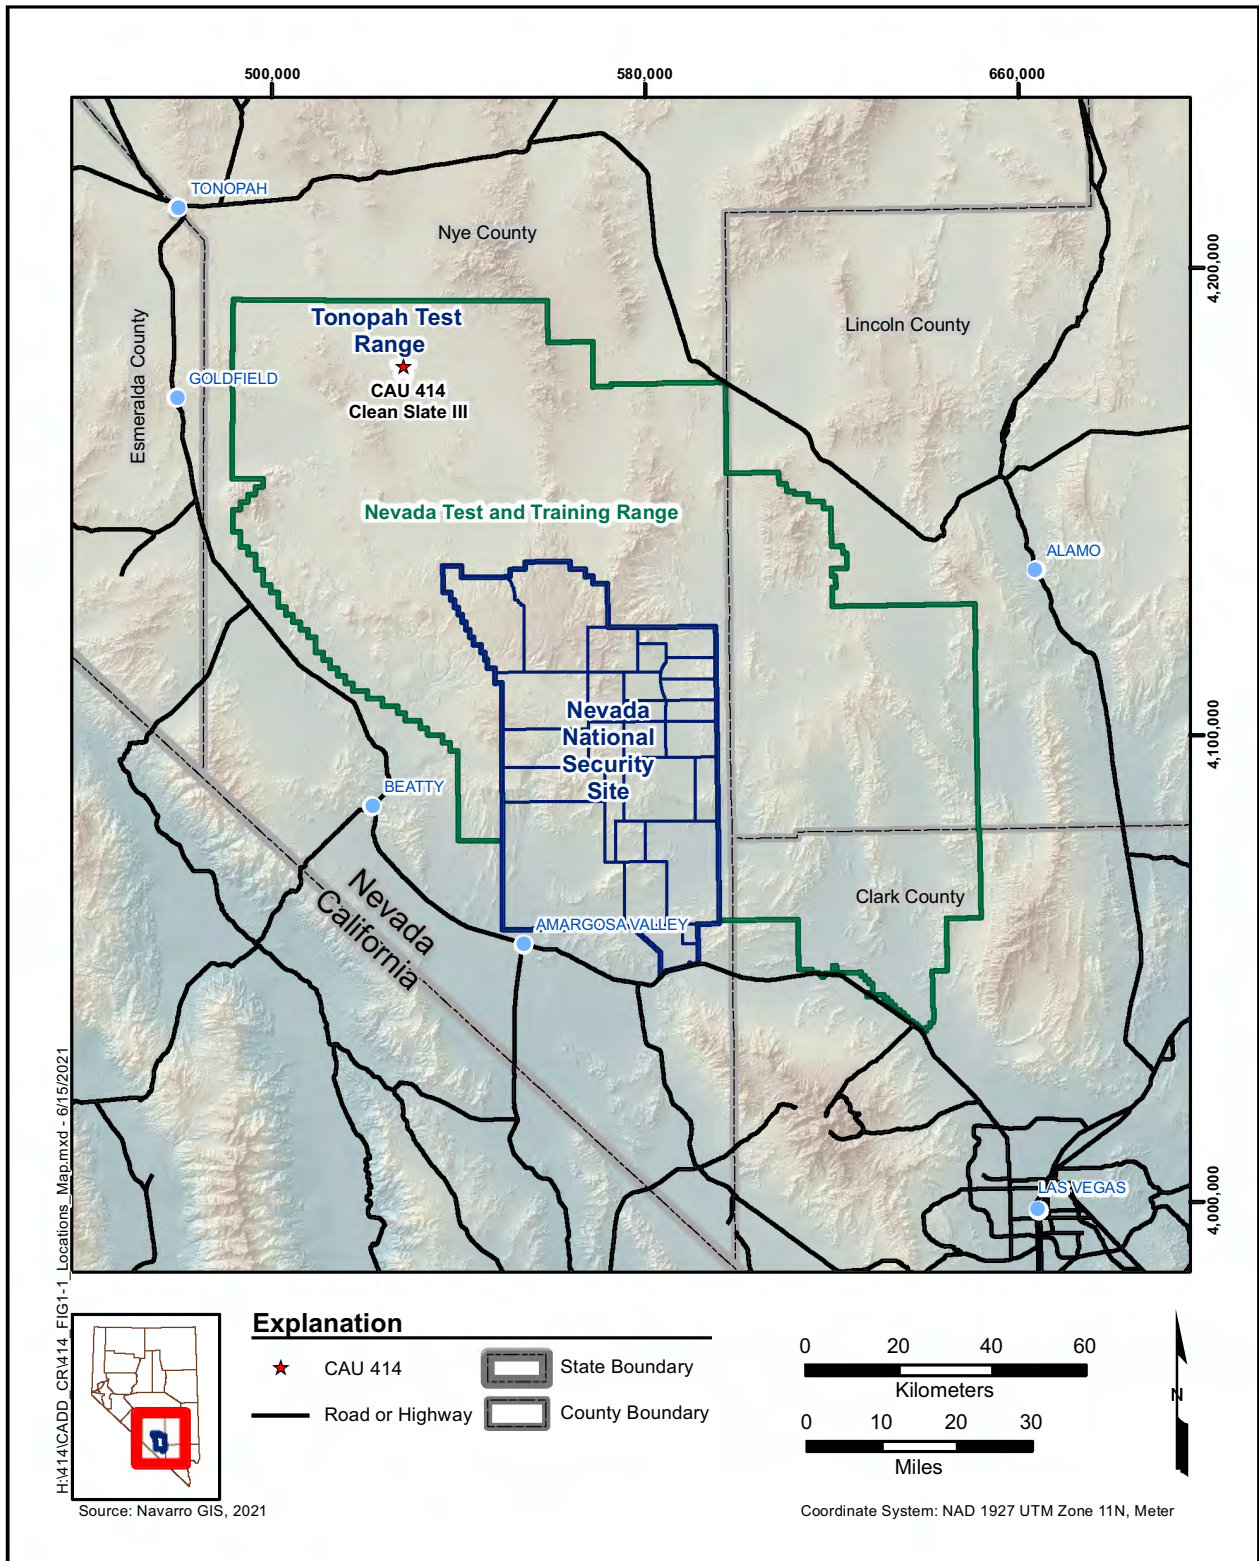 500,000
580,000
660,000
TONOPAH
Nye County
4,200,000
Tonopah Test
Range
Lincoln County
Esmeralda County
GOLDFIELD
CAU 414
Clean Slate III
Nevada Test and Training Range
ALAMO
Nevada
National
Security
Site
4,100,000
BEATTY
Nevada
California
Clark County
AMARGOSA VALLEY
LAS VEGAS
4,000,000
H:\414\CADD_CR\414_FIG1-1_Locations_Map.mxd - 6/15/2021
Explanation
CAU 414
State Boundary
Road or Highway
County Boundary
0 20 40 60
Kilometers
0 10 20 30
Miles
N
Source: Navarro GIS, 2021
Coordinate System: NAD 1927 UTM Zone 11N, Meter